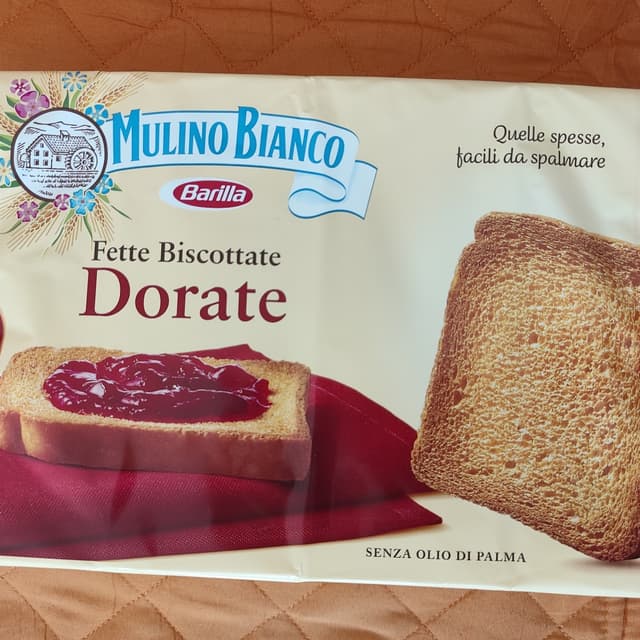 MULINO BIANCO
Barilla
Quelle spesse,
facili da spalmare
Fette Biscottate
Dorate
SENZA OLIO DI PALMA